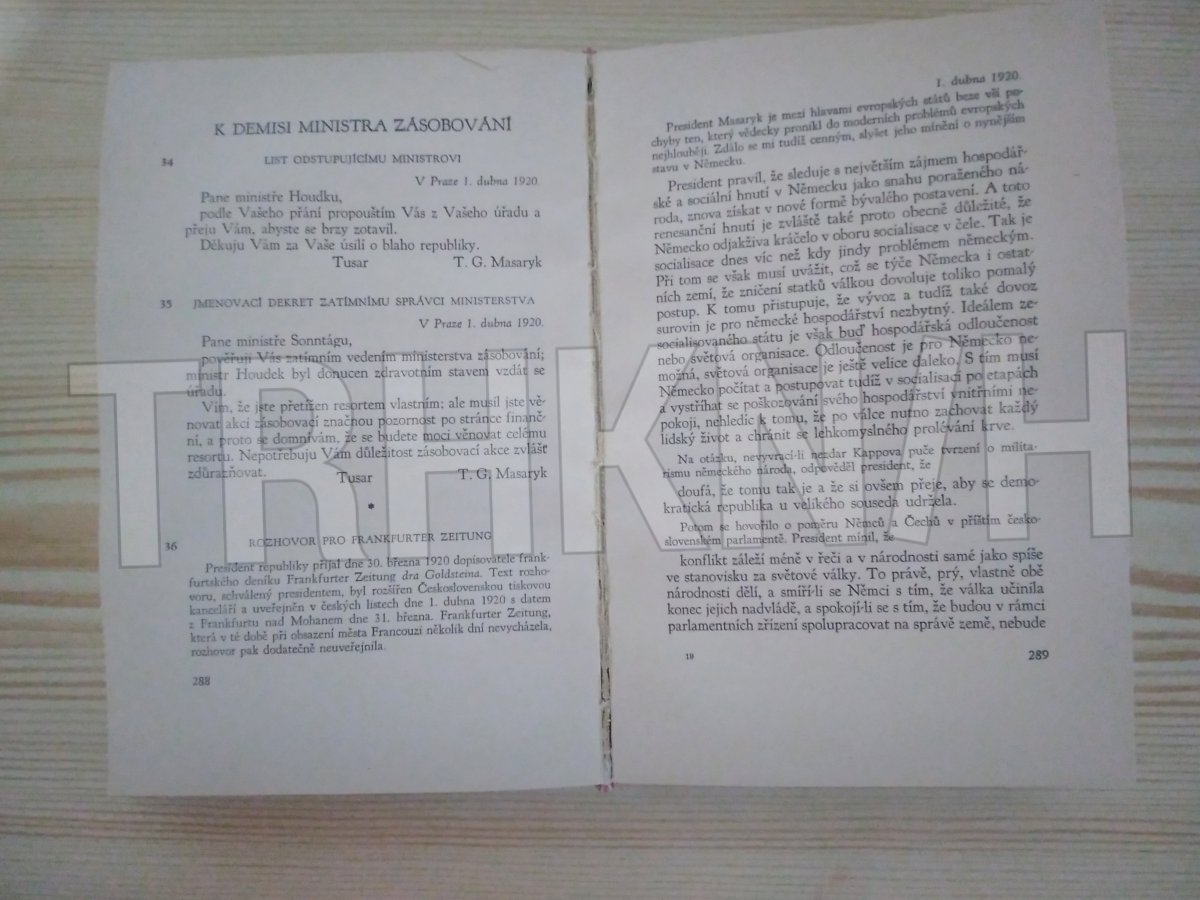 K DEMISI MINISTRA ZÁSOBOVÁNÍ
34 LIST ODSTUPUJÍCÍMU MINISTROVI
V Praze 1. dubna 1920.
Pane ministře Houdku,
podle Vašeho přání propouštím Vás z Vašeho úřadu a
přeju Vám, abyste se brzy zotavil.
Děkuju Vám za Vaše úsilí o blaho republiky.
Tusar T. G. Masaryk
35 JMENOVACÍ DEKRET ZATÍMNÍMU SPRÁVCI MINISTERSTVA
V Praze 1. dubna 1920.
Pane ministře Sonntágu,
pověřuji Vás zatímním vedením ministerstva zásobování;
ministr Houdek byl donucen zdravotním stavem vzdát se
úřadu.
Vím, že jste přetížen resortem vlastním; ale musil jste vě-
novat akci zásobovací značnou pozornost po stránce finanč-
ní, a proto se domnívám, že se budete moci věnovat celému
resortu. Nepotřebuju Vám důležitost zásobovací akce zvlášť
zdůrazňovat.
Tusar T. G. Masaryk
*
36 ROZHOVOR PRO FRANKFURTER ZEITUNG
President republiky přijal dne 30. března 1920 dopisovatele frank-
furtského deníku Frankfurter Zeitung dra Goldsteina. Text rozho-
voru, schválený presidentem, byl rozšířen Československou tiskovou
kanceláří a uveřejněn v českých listech dne 1. dubna 1920 s datem
z Frankfurtu nad Mohanem dne 31. března. Frankfurter Zeitung,
která v té době při obsazení města Francouzi několik dní nevycházela,
rozhovor pak dodatečně neuveřejnila.
288
1. dubna 1920.
President Masaryk je mezi hlavami evropských států beze vší po-
chyby ten, který vědecky pronikl do moderních problémů evropských
nejhlouběji. Zdálo se mi tudíž cenným, slyšet jeho mínění o nynějším
stavu v Německu.
President pravil, že sleduje s největším zájmem hospodář-
ské a sociální hnutí v Německu jako snahu poraženého ná-
roda, znova získat v nové formě bývalého postavení. A toto
renesanční hnutí je zvláště také proto obecně důležité, že
Německo odjakživa kráčelo v oboru socialisace v čele. Tak je
socialisace dnes víc než kdy jindy problémem německým.
Při tom se však musí uvážit, což se týče Německa i ostat-
ních zemí, že zničení statků válkou dovoluje toliko pomalý
postup. K tomu přistupuje, že vývoz a tudíž také dovoz
surovin je pro německé hospodářství nezbytný. Ideálem ze-
socialisovaného státu je však buď hospodářská odloučenost
nebo světová organisace. Odloučenost je pro Německo ne-
možná, světová organisace je ještě velice daleko. S tím musí
Německo počítat a postupovat tudíž v socialisaci po etapách
a vystříhat se poškozování svého hospodářství vnitřními ne-
pokoji, nehledíc k tomu, že po válce nutno zachovat každý
lidský život a chránit se lehkomyslného prolévání krve.
Na otázku, nevyvrací-li nezdar Kappova puče tvrzení o milita-
rismu německého národa, odpověděl president, že
doufá, že tomu tak je a že si ovšem přeje, aby se demo-
kratická republika u velikého souseda udržela.
Potom se hovořilo o poměru Němců a Čechů v příštím česko-
slovenském parlamentě. President mínil, že
konflikt záleží méně v řeči a v národnosti samé jako spíše
ve stanovisku za světové války. To právě, prý, vlastně obě
národnosti dělí, a smíří-li se Němci s tím, že válka učinila
konec jejich nadvládě, a spokojí-li se s tím, že budou v rámci
parlamentních zřízení spolupracovat na správě země, nebude
19 289
TRHKNIH